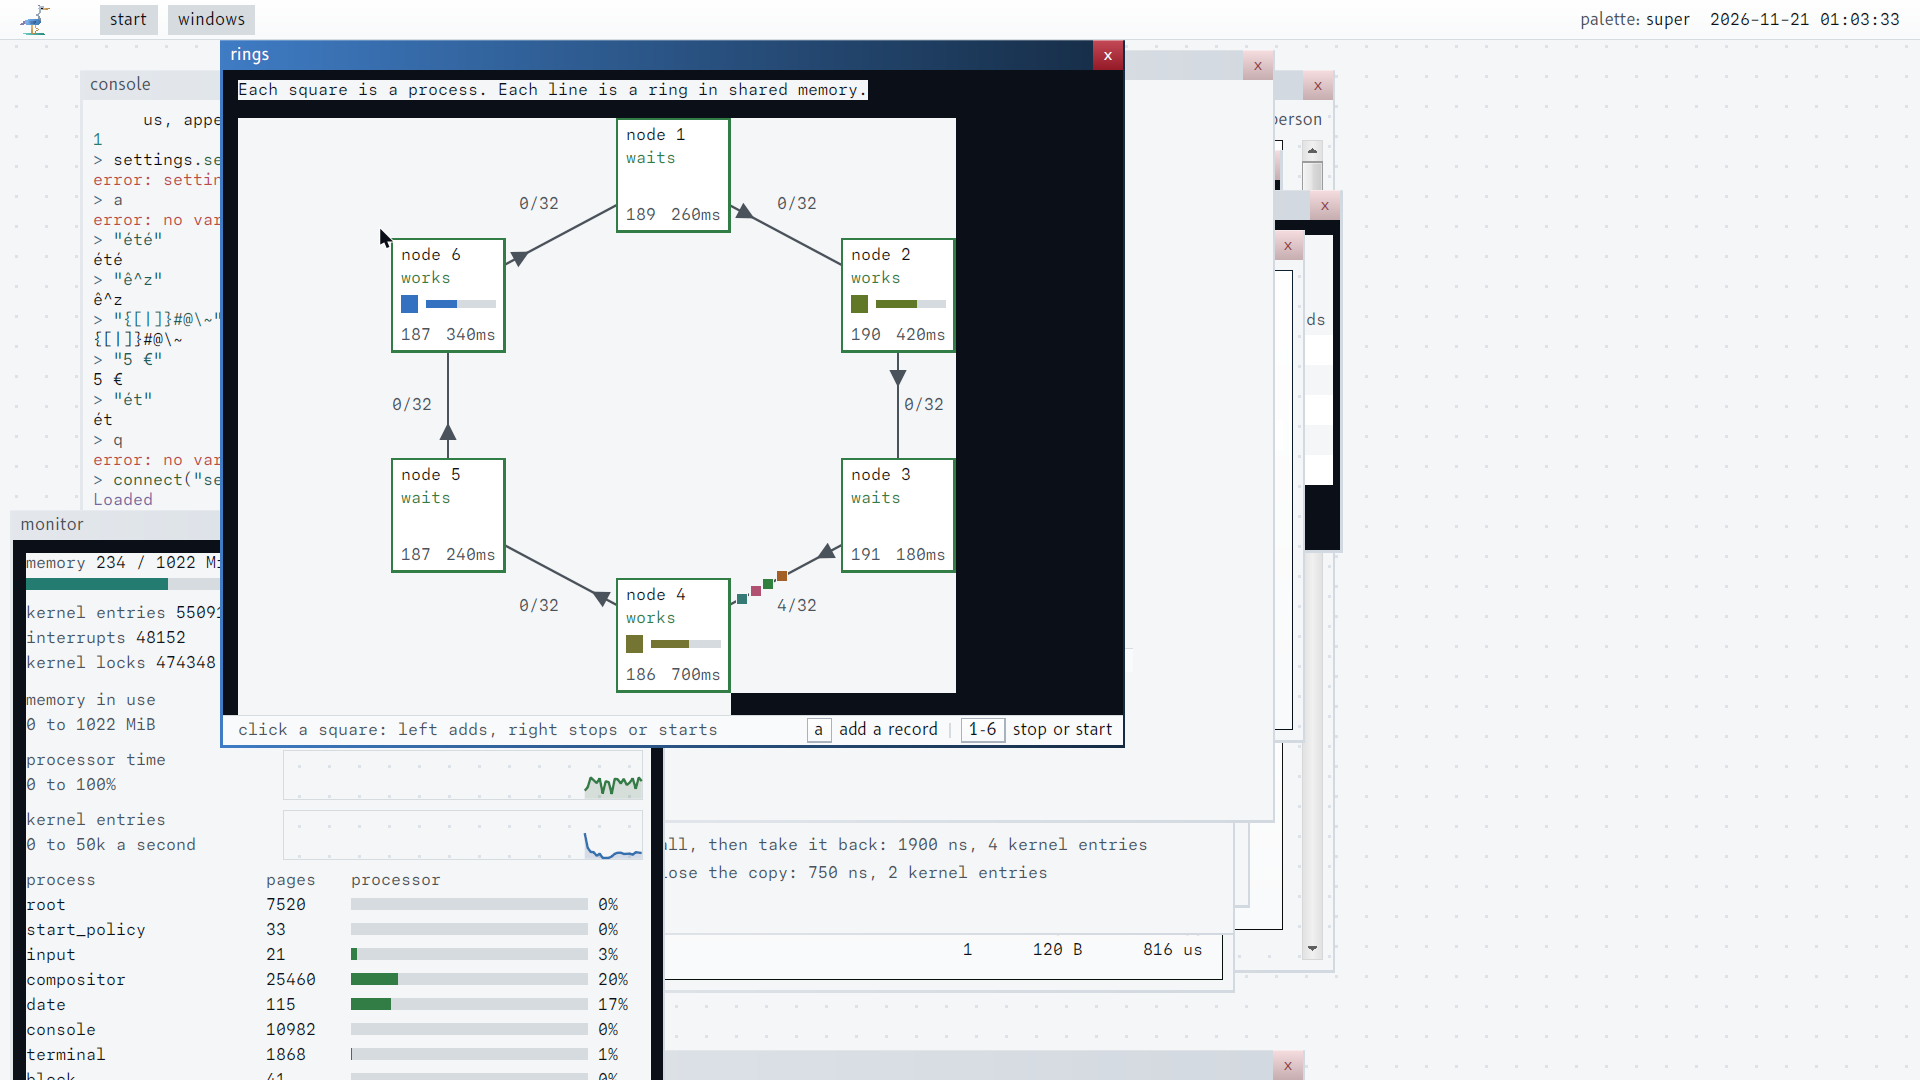 start windows palette: super 2026-11-21 01:03:33
rings x
x
console
x
Each square is a process. Each line is a ring in shared memory.
us, appe
person
1
> settings.se
error: settin
> a
error: no var
> "été"
été
> "ê^z"
ê^z
> "{[|]}#@\~"
{[|]}#@\~
> "5 €"
5 €
> "ét"
ét
> q
error: no var
> connect("se
Loaded
node 1
waits
189 260ms
0/32
0/32
node 6
works
187 340ms
node 2
works
190 420ms
0/32
0/32
node 5
waits
187 240ms
node 3
waits
191 180ms
0/32
4/32
node 4
works
186 700ms
x
x
ds
click a square: left adds, right stops or starts a add a record | 1-6 stop or start
monitor
memory 234 / 1022 Mi
kernel entries 55091
interrupts 48152
kernel locks 474348
memory in use
0 to 1022 MiB
processor time
0 to 100%
kernel entries
0 to 50k a second
process pages processor
root 7520 0%
start_policy 33 0%
input 21 3%
compositor 25460 20%
date 115 17%
console 10982 0%
terminal 1868 1%
block 41 0%
all, then take it back: 1900 ns, 4 kernel entries
lose the copy: 750 ns, 2 kernel entries
1 120 B 816 us
x